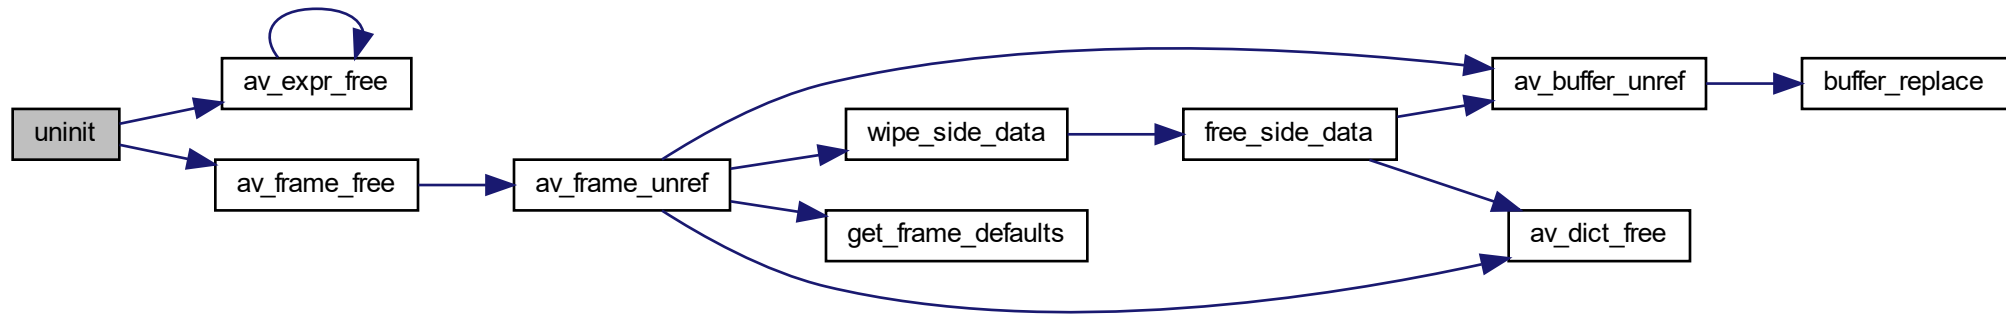 uninit
av_expr_free
av_frame_free
av_frame_unref
wipe_side_data
get_frame_defaults
free_side_data
av_buffer_unref
av_dict_free
buffer_replace